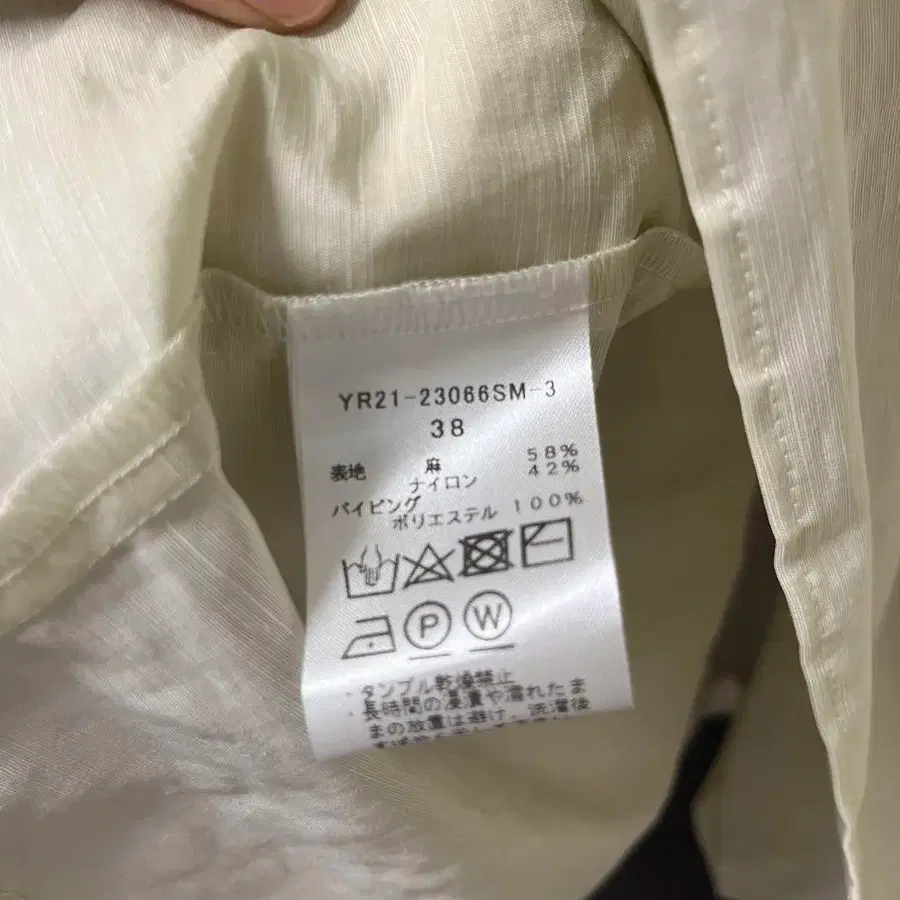 YR21-23066SM-3
38
表地 麻 58%
ナイロン 42%
パイピング
ポリエステル 100%
P W
・タンブル乾燥禁止
・長時間の浸漬や濡れたま
まの放置は避け、洗濯後